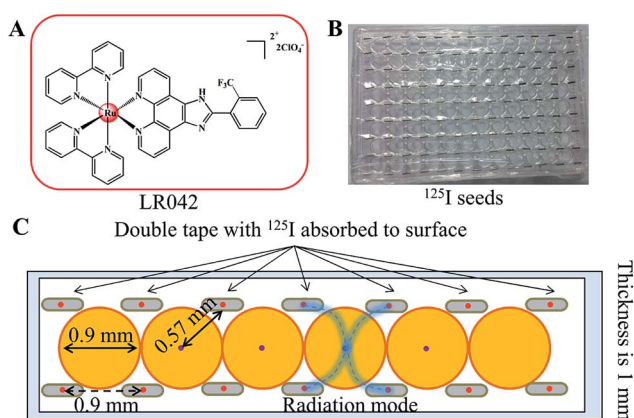 A
2+
2ClO₄⁻
F₃C
H
N
N
N
N
N
Ru
N
N
N
N
LR042
B
¹²⁵I seeds
C
Double tape with ¹²⁵I absorbed to surface
0.9 mm
0.57 mm
0.9 mm
Radiation mode
Thickness is 1 mm